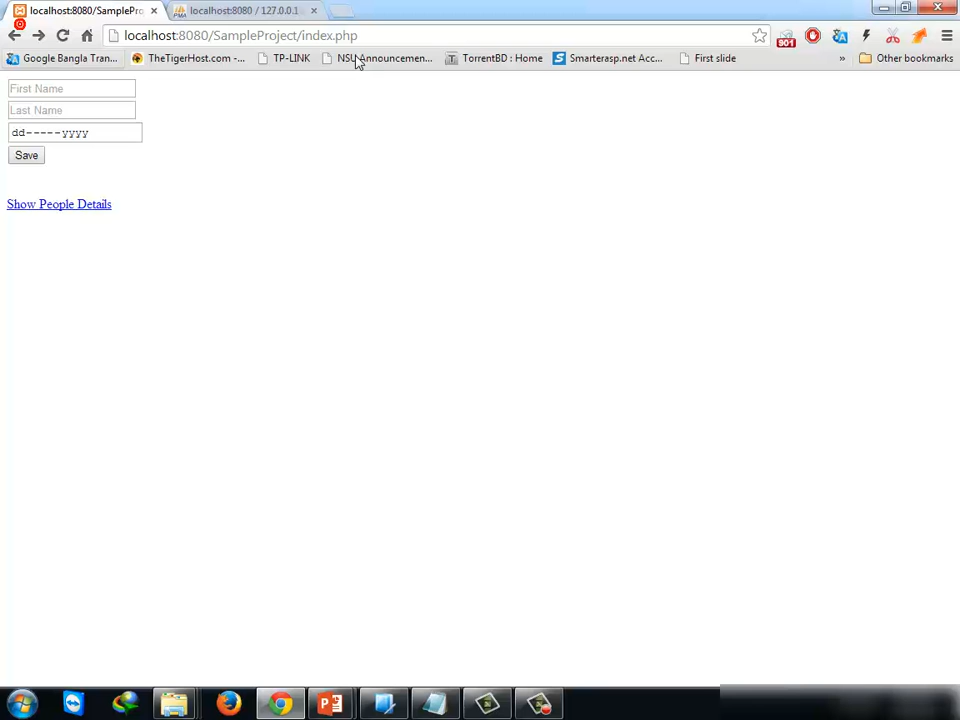 localhost:8080/SamplePro
localhost:8080 / 127.0.0.1
localhost:8080/SampleProject/index.php
901
Google Bangla Tran...
TheTigerHost.com -...
TP-LINK
NSU Announcemen...
TorrentBD : Home
Smarterasp.net Acc...
First slide
»
Other bookmarks
First Name
Last Name
dd-----yyyy
Save
Show People Details